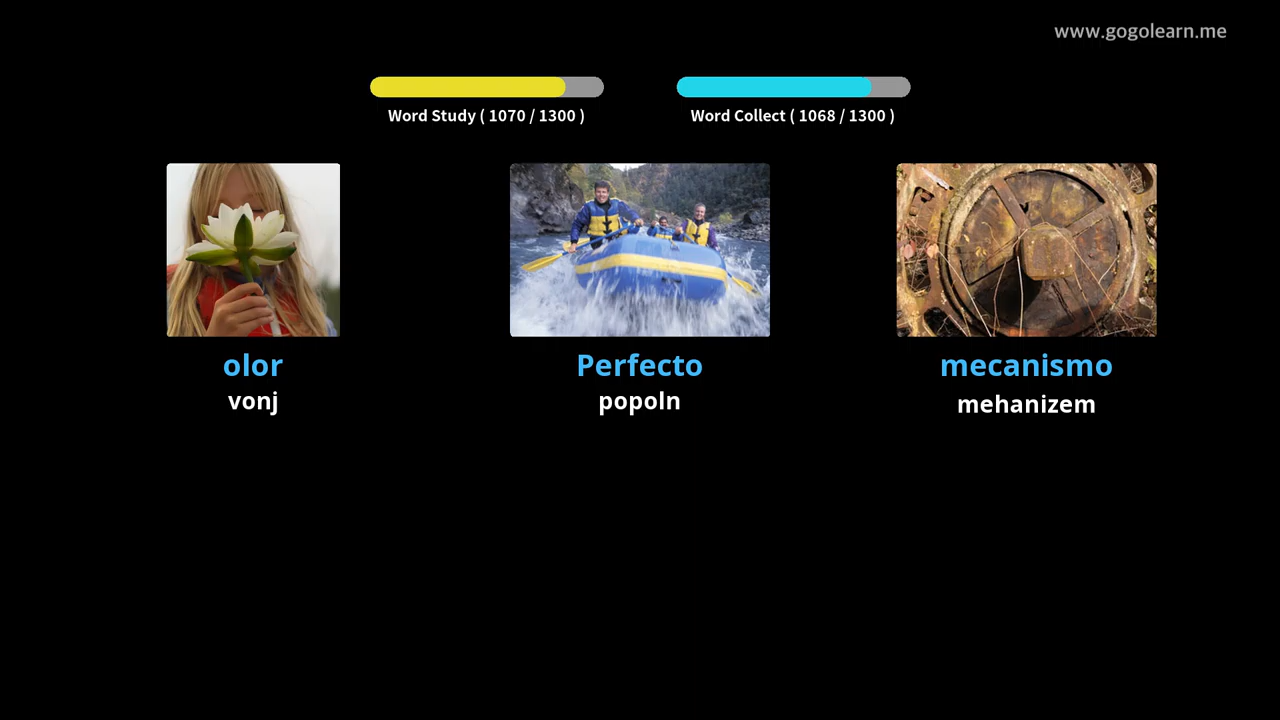 www.gogolearn.me
Word Study ( 1070 / 1300 )
Word Collect ( 1068 / 1300 )
olor
vonj
Perfecto
popoln
mecanismo
mehanizem